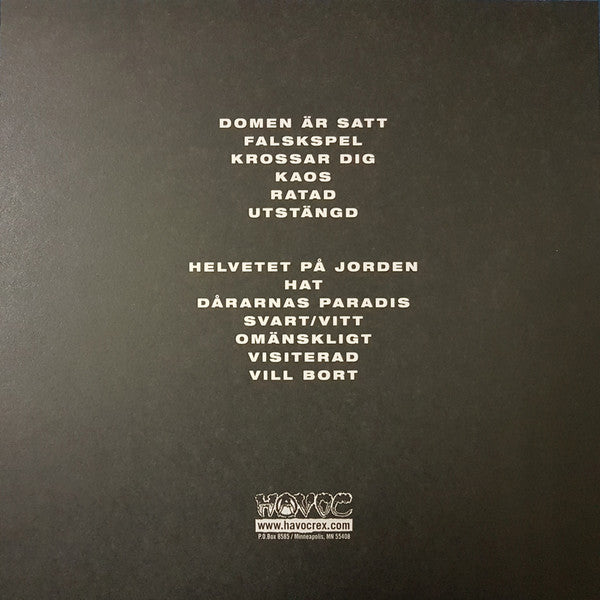 DOMEN ÄR SATT
FALSKSPEL
KROSSAR DIG
KAOS
RATAD
UTSTÄNGD
HELVETET PÅ JORDEN
HAT
DÅRARNAS PARADIS
SVART/VITT
OMÄNSKLIGT
VISITERAD
VILL BORT
HAVOC
www.havocrex.com
P.O.Box 8585 / Minneapolis, MN 55408